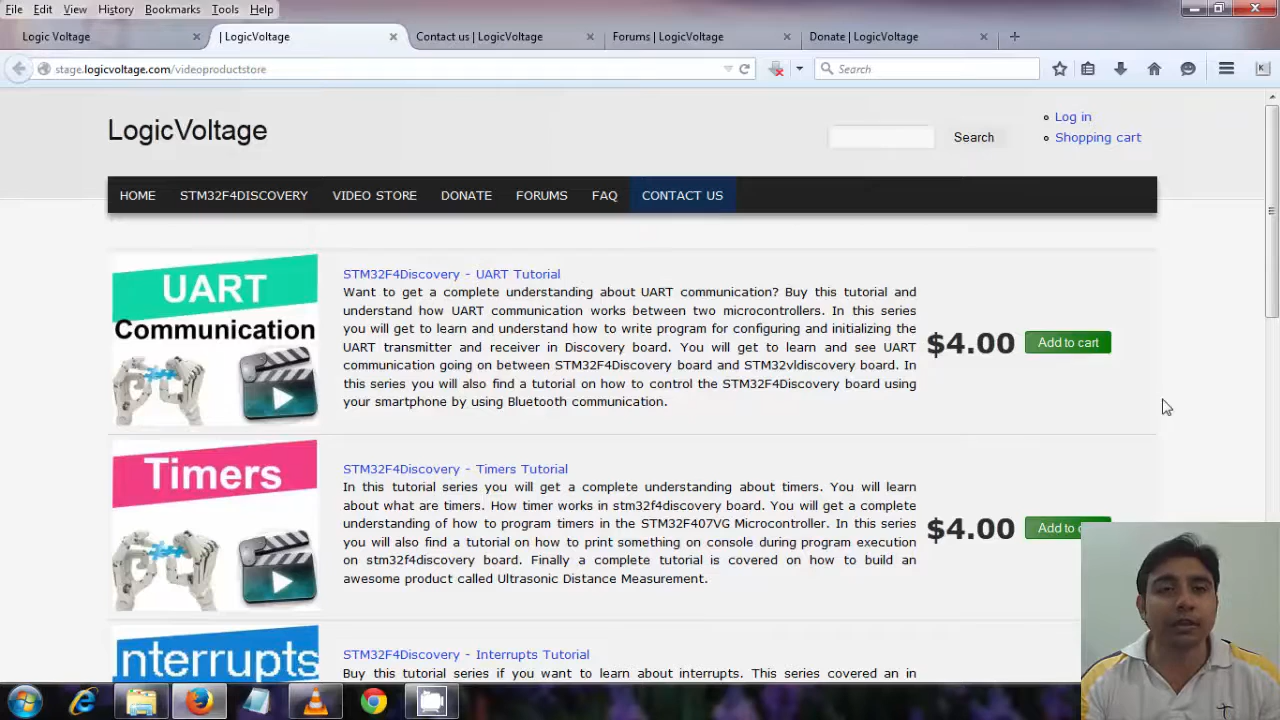 File Edit View History Bookmarks Tools Help
Logic Voltage | LogicVoltage Contact us | LogicVoltage Forums | LogicVoltage Donate | LogicVoltage
stage.logicvoltage.com/videoproductstore Search
LogicVoltage
Search
Log in
Shopping cart
HOME STM32F4DISCOVERY VIDEO STORE DONATE FORUMS FAQ CONTACT US
UART
Communication
STM32F4Discovery - UART Tutorial
Want to get a complete understanding about UART communication? Buy this tutorial and
understand how UART communication works between two microcontrollers. In this series
you will get to learn and understand how to write program for configuring and initializing the
UART transmitter and receiver in Discovery board. You will get to learn and see UART
communication going on between STM32F4Discovery board and STM32vldiscovery board. In
this series you will also find a tutorial on how to control the STM32F4Discovery board using
your smartphone by using Bluetooth communication.
$4.00 Add to cart
Timers
STM32F4Discovery - Timers Tutorial
In this tutorial series you will get a complete understanding about timers. You will learn
about what are timers. How timer works in stm32f4discovery board. You will get a complete
understanding of how to program timers in the STM32F407VG Microcontroller. In this series
you will also find a tutorial on how to print something on console during program execution
on stm32f4discovery board. Finally a complete tutorial is covered on how to build an
awesome product called Ultrasonic Distance Measurement.
$4.00 Add to
Interrupts
STM32F4Discovery - Interrupts Tutorial
Buy this tutorial series if you want to learn about interrupts. This series covered an in